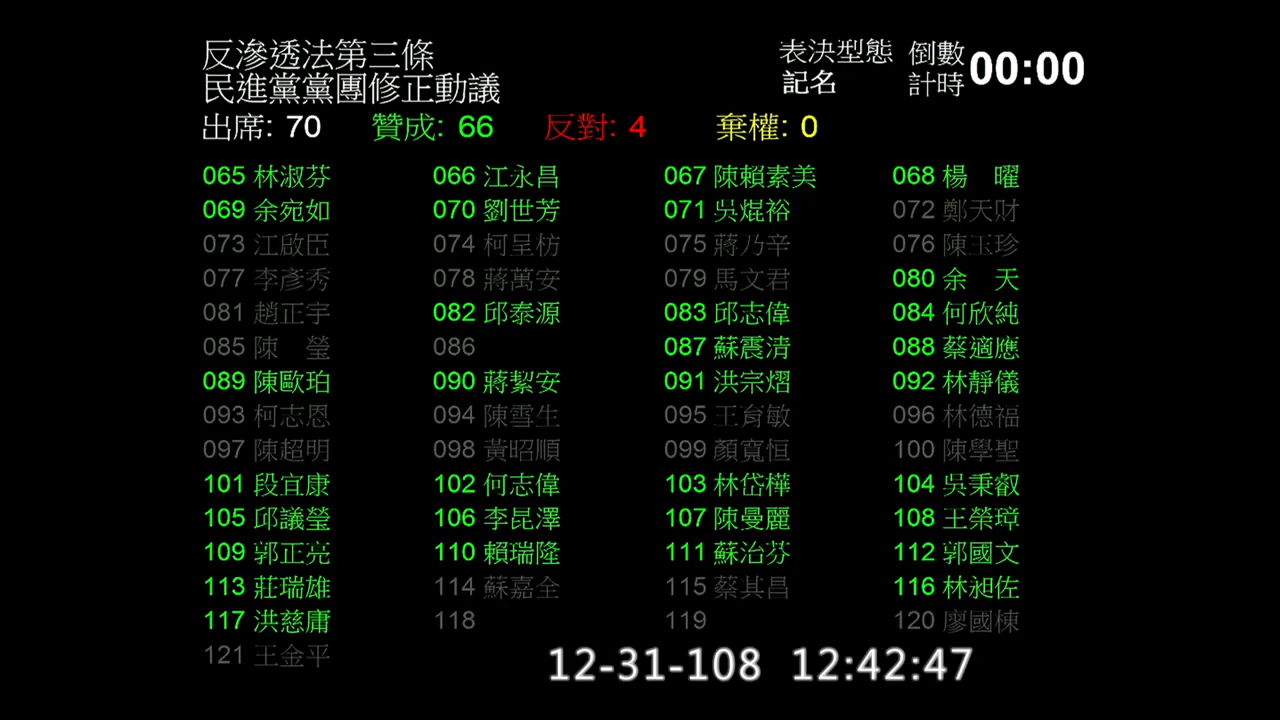 反滲透法第三條
民進黨黨團修正動議
表決型態 記名
倒數計時 00:00
出席: 70 贊成: 66 反對: 4 棄權: 0
065 林淑芬 066 江永昌 067 陳賴素美 068 楊 曜
069 余宛如 070 劉世芳 071 吳焜裕 072 鄭天財
073 江啟臣 074 柯呈枋 075 蔣乃辛 076 陳玉珍
077 李彥秀 078 蔣萬安 079 馬文君 080 余 天
081 趙正宇 082 邱泰源 083 邱志偉 084 何欣純
085 陳 瑩 086 087 蘇震清 088 蔡適應
089 陳歐珀 090 蔣絜安 091 洪宗熠 092 林靜儀
093 柯志恩 094 陳雪生 095 王育敏 096 林德福
097 陳超明 098 黃昭順 099 顏寬恒 100 陳學聖
101 段宜康 102 何志偉 103 林岱樺 104 吳秉叡
105 邱議瑩 106 李昆澤 107 陳曼麗 108 王榮璋
109 郭正亮 110 賴瑞隆 111 蘇治芬 112 郭國文
113 莊瑞雄 114 蘇嘉全 115 蔡其昌 116 林昶佐
117 洪慈庸 118 119 120 廖國棟
121 王金平
12-31-108 12:42:47